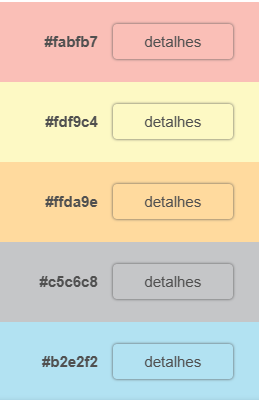 #fabfb7 detalhes
#fdf9c4 detalhes
#ffda9e detalhes
#c5c6c8 detalhes
#b2e2f2 detalhes